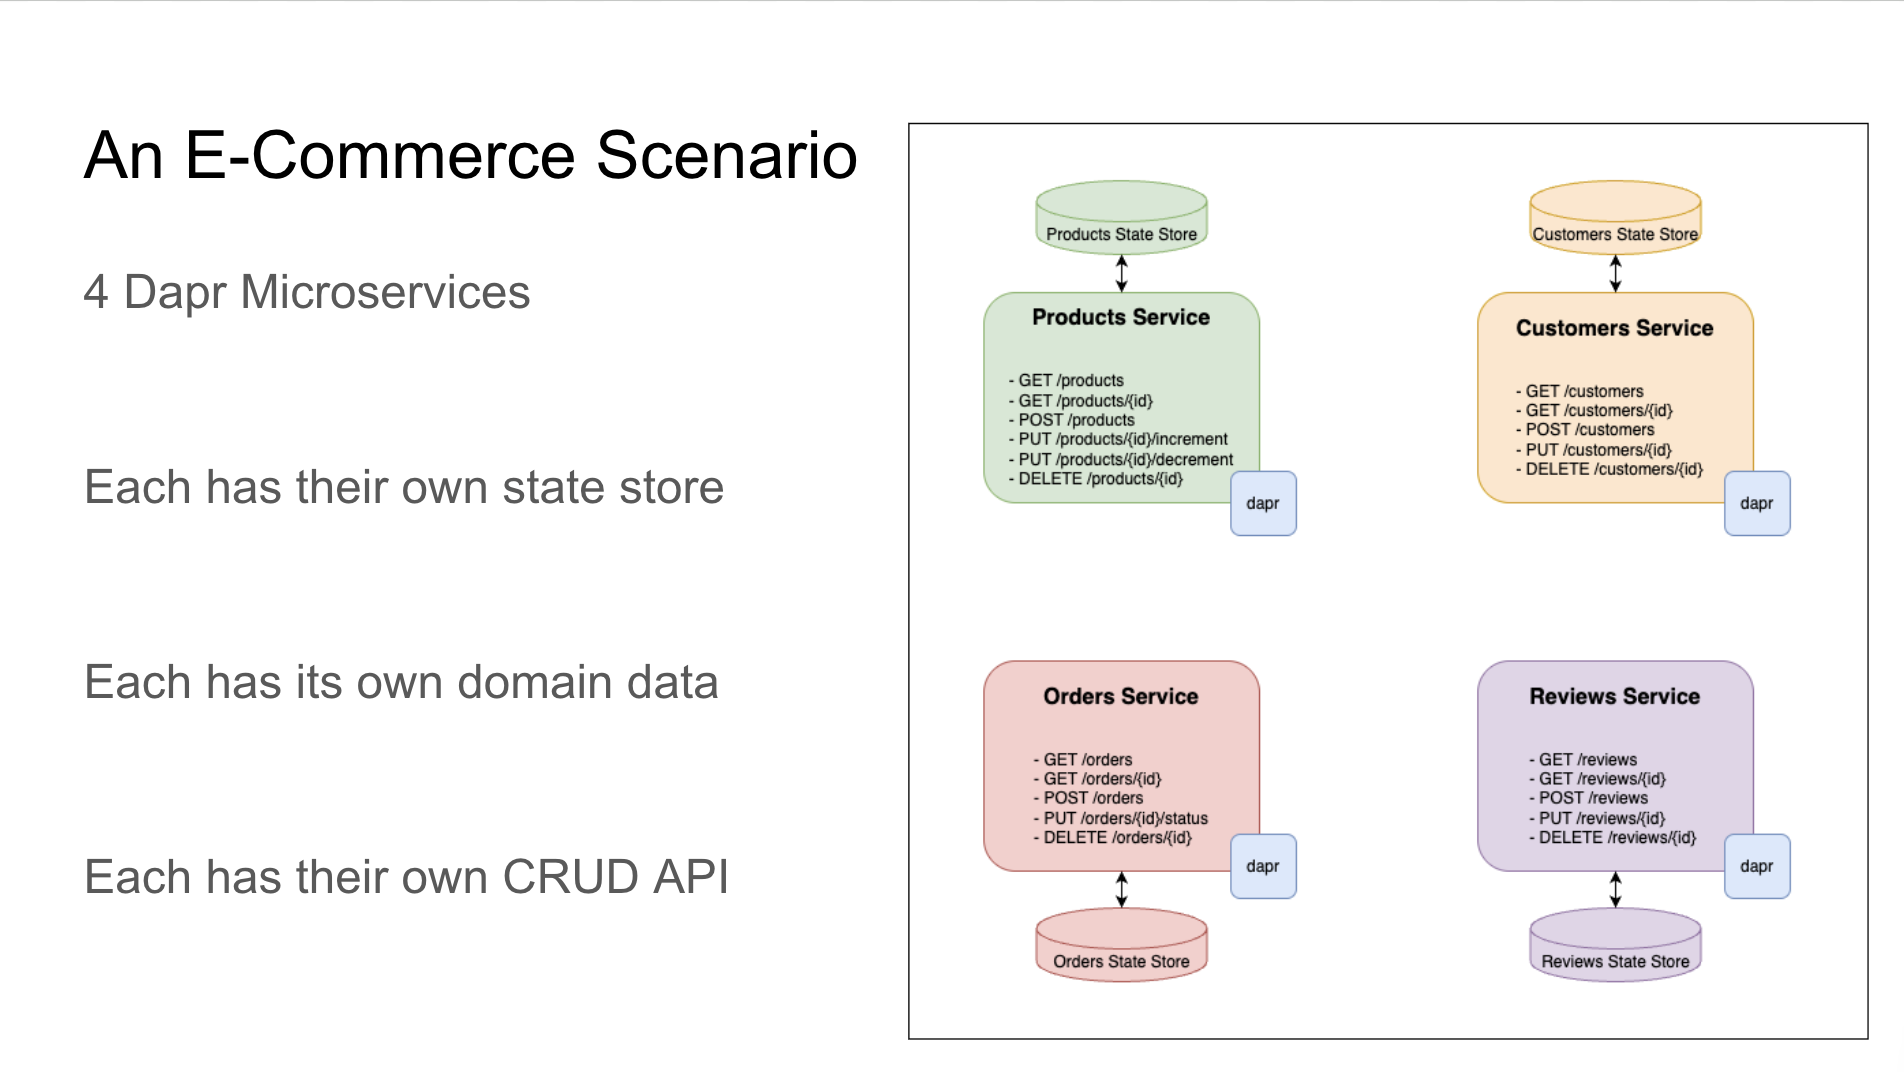 An E-Commerce Scenario
4 Dapr Microservices
Each has their own state store
Each has its own domain data
Each has their own CRUD API
Products State Store
Products Service
- GET /products
- GET /products/{id}
- POST /products
- PUT /products/{id}/increment
- PUT /products/{id}/decrement
- DELETE /products/{id}
dapr
Customers State Store
Customers Service
- GET /customers
- GET /customers/{id}
- POST /customers
- PUT /customers/{id}
- DELETE /customers/{id}
dapr
Orders Service
- GET /orders
- GET /orders/{id}
- POST /orders
- PUT /orders/{id}/status
- DELETE /orders/{id}
dapr
Orders State Store
Reviews Service
- GET /reviews
- GET /reviews/{id}
- POST /reviews
- PUT /reviews/{id}
- DELETE /reviews/{id}
dapr
Reviews State Store